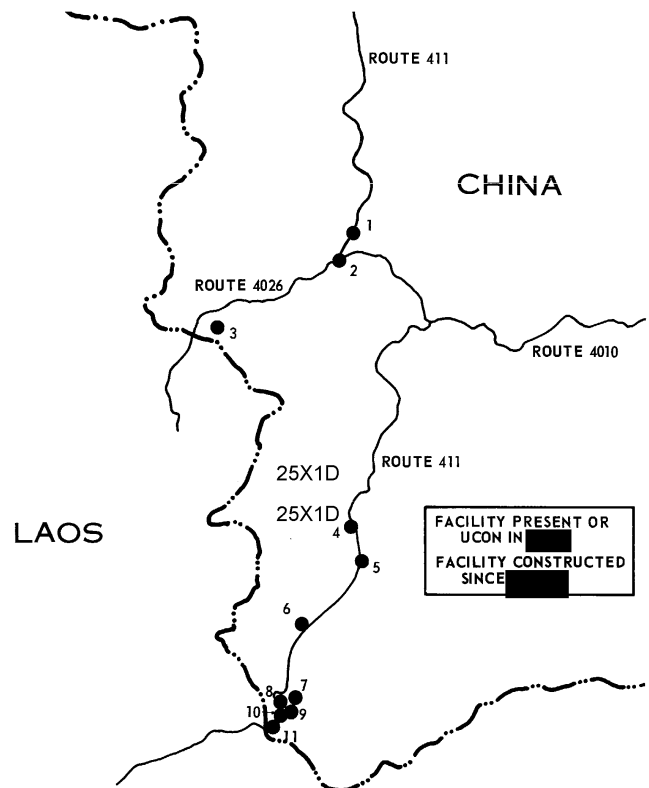 ROUTE 411
CHINA
1
2
ROUTE 4026
3
ROUTE 4010
ROUTE 411
25X1D
25X1D
LAOS
4
FACILITY PRESENT OR
UCON IN
FACILITY CONSTRUCTED
SINCE
5
6
8
7
10
9
11